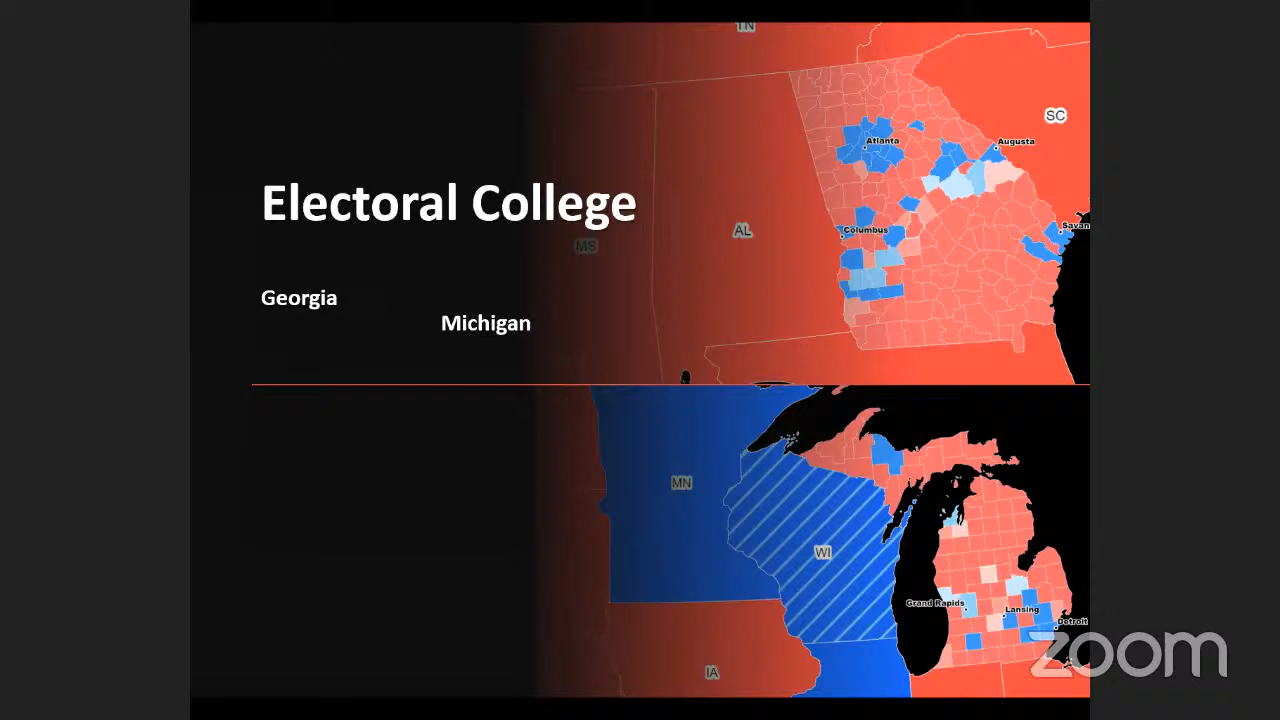 TN
SC
Atlanta
Augusta
Electoral College
AL
Columbus
Savan
MS
Georgia
Michigan
MN
WI
Grand Rapids
Lansing
Detroit
zoom
IA